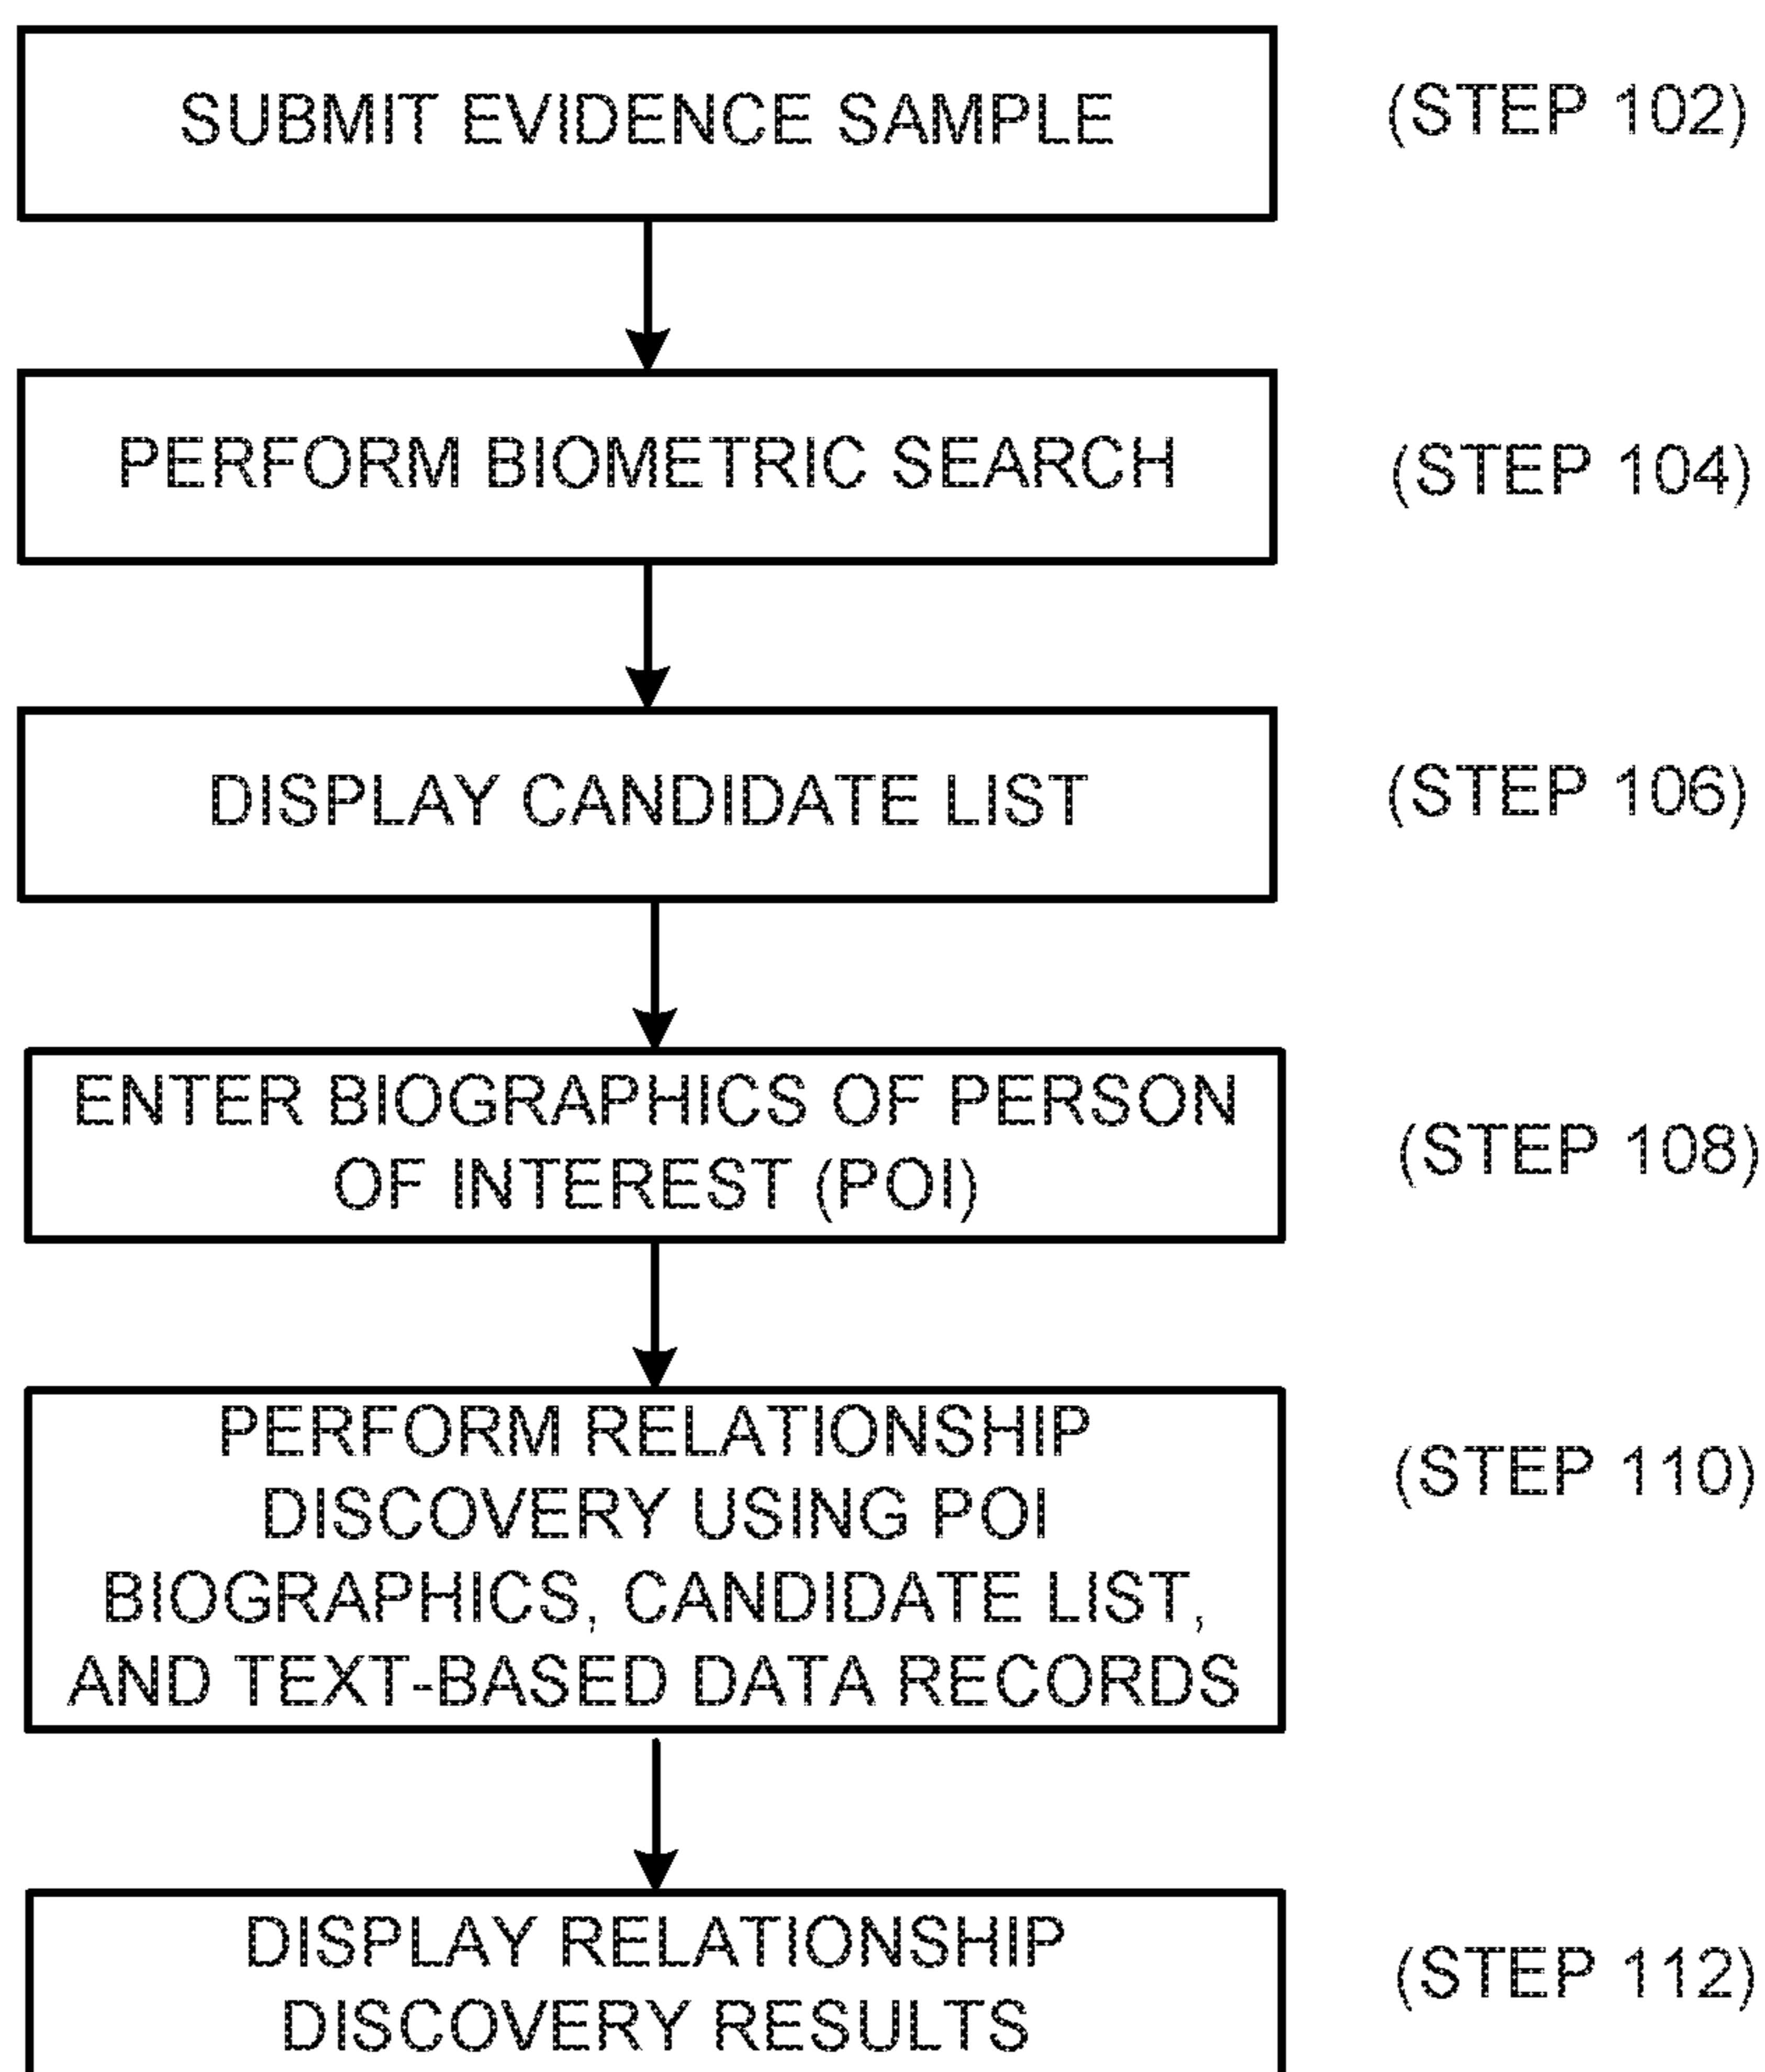 SUBMIT EVIDENCE SAMPLE
(STEP 102)
PERFORM BIOMETRIC SEARCH
(STEP 104)
DISPLAY CANDIDATE LIST
(STEP 106)
ENTER BIOGRAPHICS OF PERSON
OF INTEREST (POI)
(STEP 108)
PERFORM RELATIONSHIP
DISCOVERY USING POI
BIOGRAPHICS, CANDIDATE LIST,
AND TEXT-BASED DATA RECORDS
(STEP 110)
DISPLAY RELATIONSHIP
DISCOVERY RESULTS
(STEP 112)